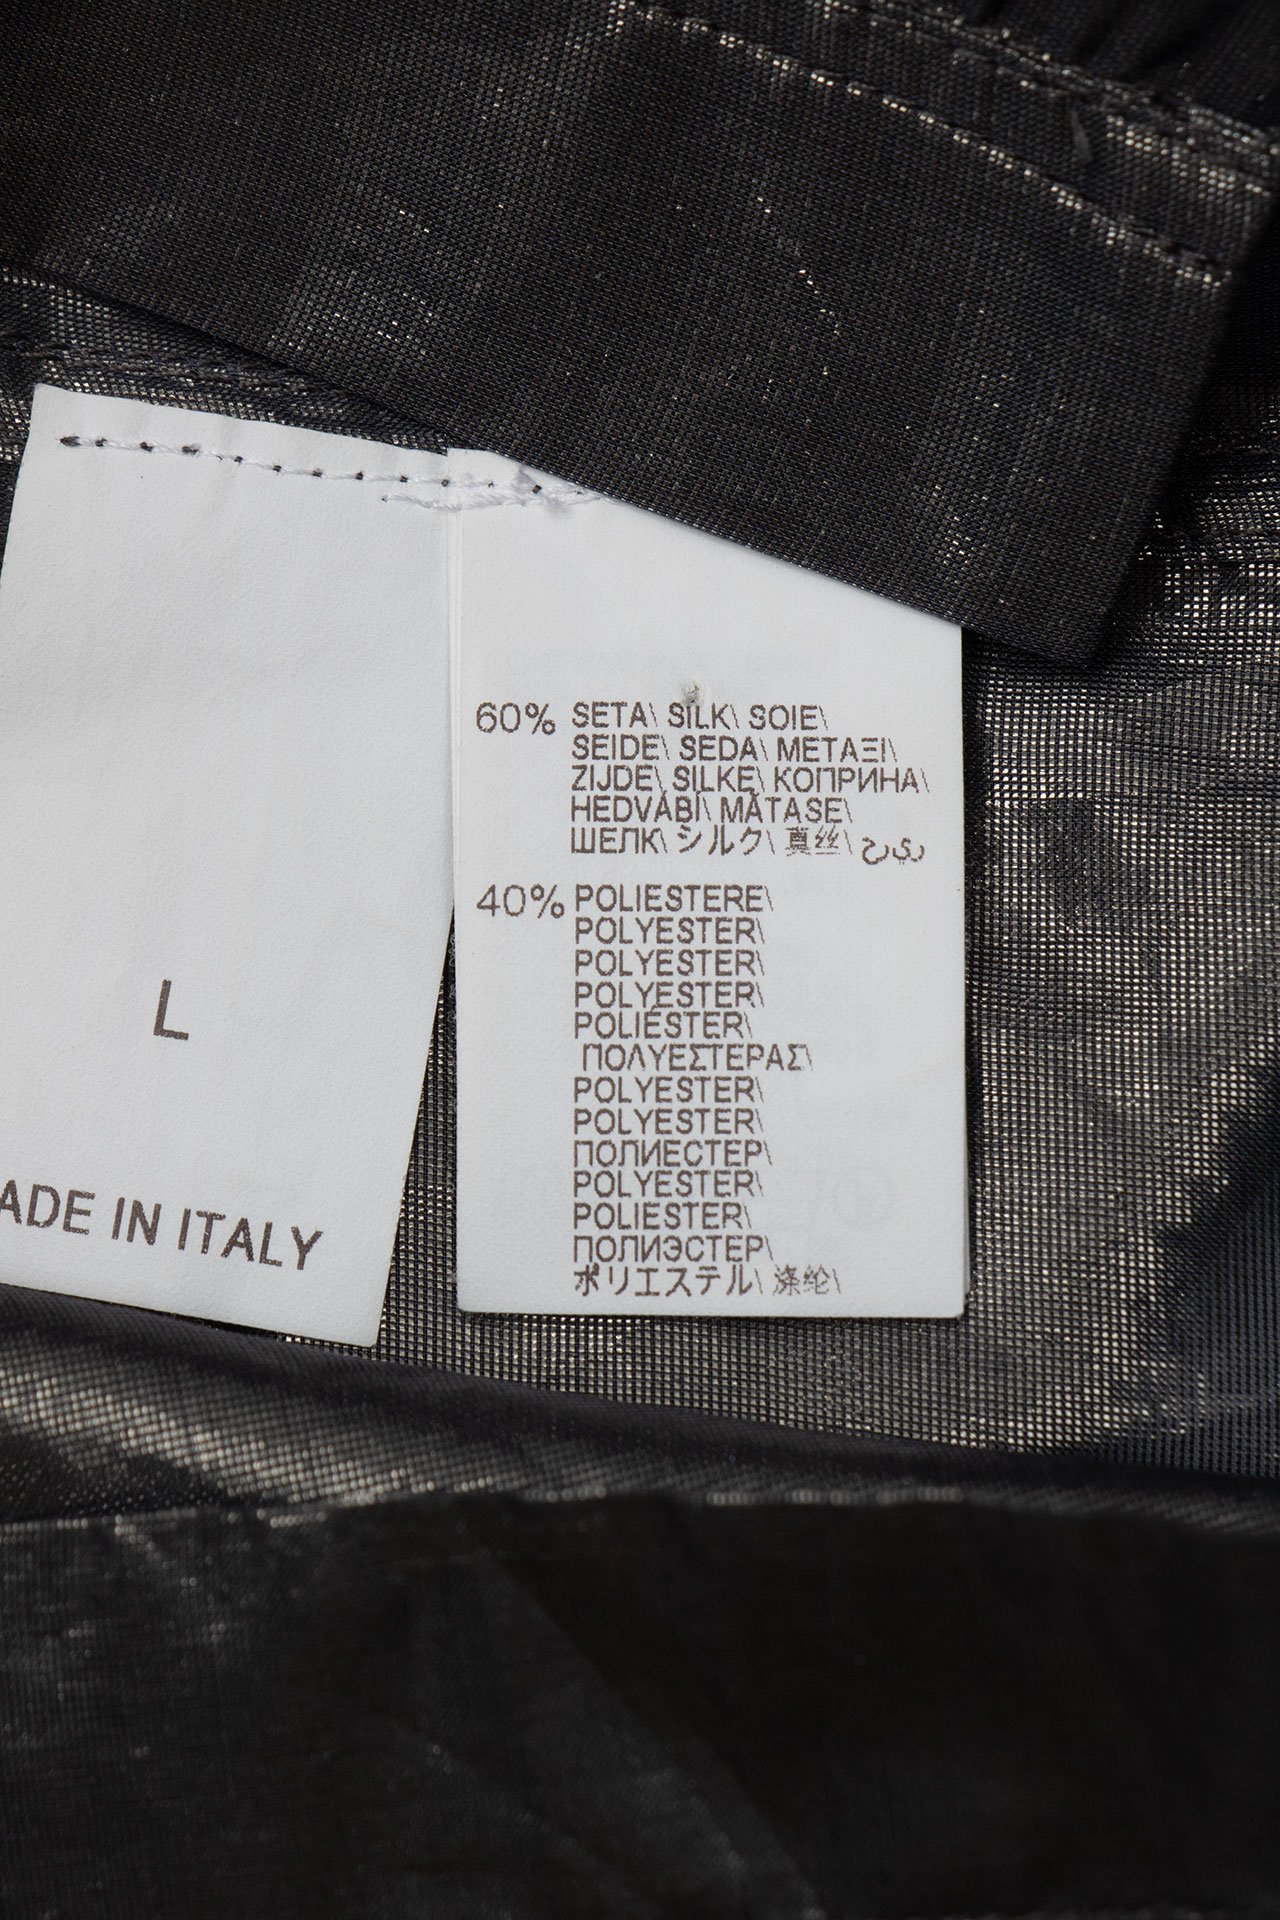 L
ADE IN ITALY
60% SETA\ SILK\ SOIE\
SEIDE\ SEDA\ ΜΕΤΑΞΙ\
ZIJDE\ SILKE\ КОПРИНА\
HEDVÁBÍ\ MĂTASE\
ШЕЛК\ シルク\ 真丝\
40% POLIESTERE\
POLYESTER\
POLYESTER\
POLYESTER\
POLIÉSTER\
ΠΟΛΥΕΣΤΕΡΑΣ\
POLYESTER\
POLYESTER\
ПОЛИЕСТЕР\
POLYESTER\
POLIESTER\
ПОЛИЭСТЕР\
ポリエステル\ 涤纶\